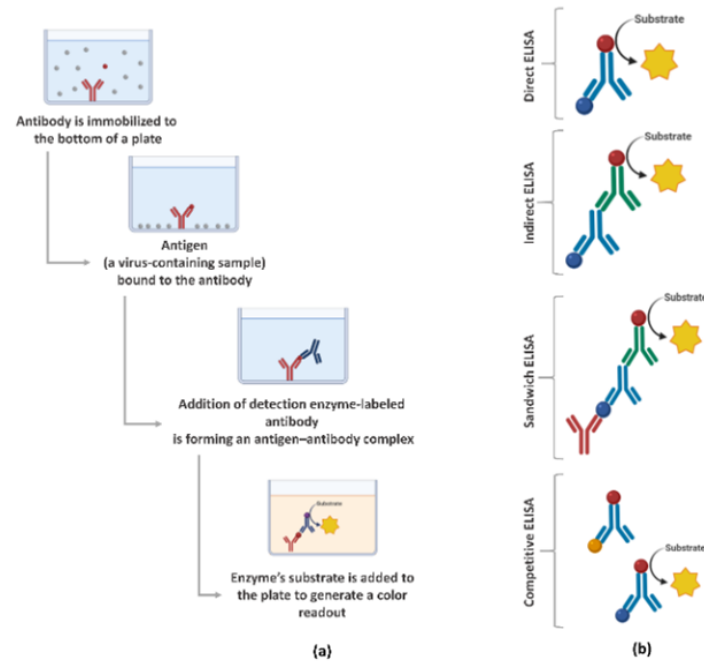 Antibody is immobilized to
the bottom of a plate
Antigen
(a virus-containing sample)
bound to the antibody
Addition of detection enzyme-labeled
antibody
is forming an antigen–antibody complex
Substrate
Enzyme's substrate is added to
the plate to generate a color
readout
(a)
Direct ELISA
Substrate
Indirect ELISA
Substrate
Sandwich ELISA
Substrate
Competitive ELISA
Substrate
(b)